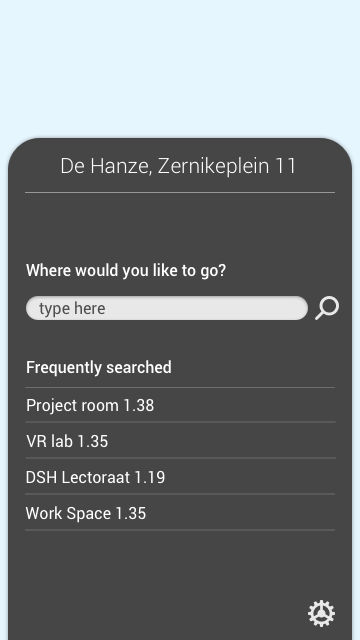 De Hanze, Zernikeplein 11
Where would you like to go?
type here
Frequently searched
Project room 1.38
VR lab 1.35
DSH Lectoraat 1.19
Work Space 1.35